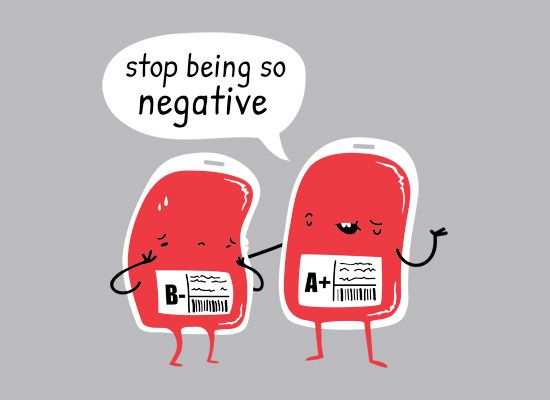 stop being so
negative
B-
A+